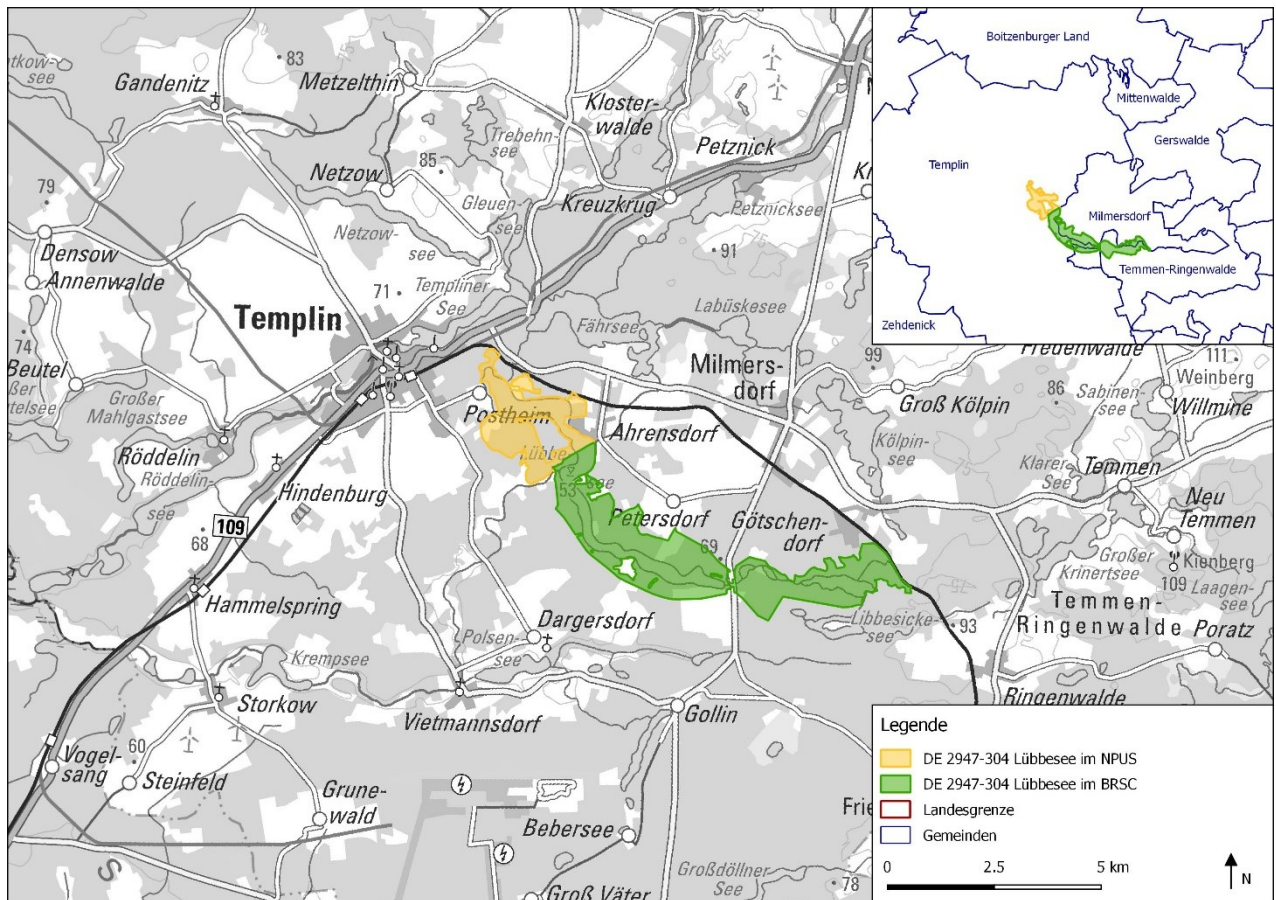 Gandenitz
83
Metzelthin
Kloster-
walde
Trebehn-
see
Petznick
85
Netzow
Gleuen-
see
Kreuzkrug
Petznicksee
79
Densow
Annenwalde
Netzow-
see
91
71
Templiner
See
Templin
Labüskesee
Fährsee
74
Beutel
Großer
Mahlgastsee
Milmers-
dorf
99
Groß Kölpin
Postheim
Ahrensdorf
Lübbe-
see
53
Röddelin
Röddelin-
see
Hindenburg
109
68
Petersdorf
Götschen-
dorf
69
Kölpin-
see
Fredenwalde
111
86
Sabinen-
see
Weinberg
Willmine
Klarer-
See
Temmen
Neu
Temmen
Kienberg
109
Großer
Krinertsee
Laagen-
see
Temmen-
Ringenwalde
Poratz
93
Libbesicke-
see
Ringenwalde
Hammelspring
Dargersdorf
Polsen-
see
Krempsee
Storkow
Vietmannsdorf
Gollin
Vogel-
sang
60
Steinfeld
Grune-
wald
Bebersee
Groß Väter
Großdöllner
See
78
S
Boitzenburger Land
Mittenwalde
Gerswalde
Templin
Milmersdorf
Temmen-Ringenwalde
Zehdenick
Legende
DE 2947-304 Lübbesee im NPUS
DE 2947-304 Lübbesee im BRSC
Landesgrenze
Gemeinden
0 2.5 5 km
N